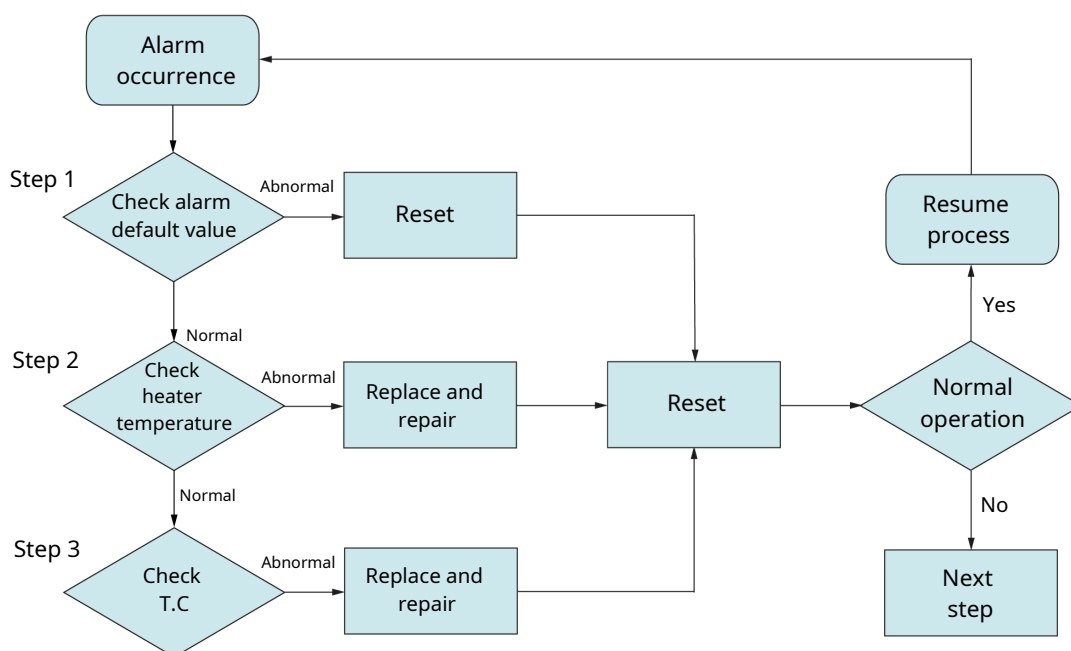 Alarm
occurrence
Step 1
Check alarm
default value
Abnormal
Reset
Resume
process
Yes
Normal
Step 2
Check
heater
temperature
Abnormal
Replace and
repair
Reset
Normal
operation
Normal
No
Step 3
Check
T.C
Abnormal
Replace and
repair
Next
step